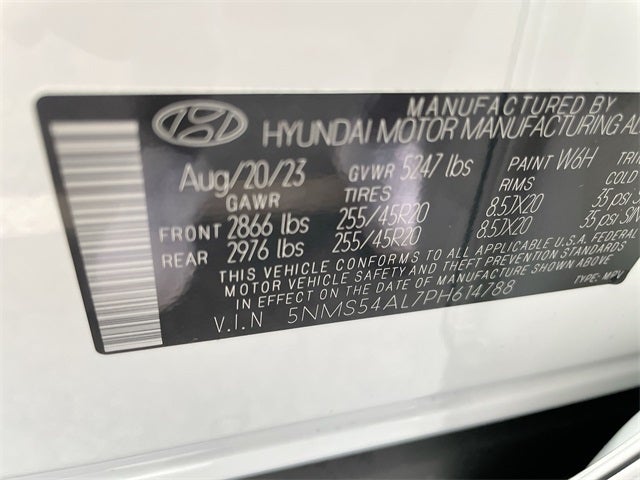 MANUFACTURED BY
HYUNDAI MOTOR MANUFACTURING
Aug/20/23 GVWR 5247 lbs PAINT W6H
GAWR TIRES RIMS COLD
FRONT 2866 lbs 255/45R20 8.5JX20 35 psi
REAR 2976 lbs 255/45R20 8.5JX20 35 psi
THIS VEHICLE CONFORMS TO ALL APPLICABLE U.S.A. FEDERAL
MOTOR VEHICLE SAFETY AND THEFT PREVENTION STANDARDS
IN EFFECT ON THE DATE OF MANUFACTURE SHOWN ABOVE
V.I.N 5NMS54AL7PH614788 TYPE: MPV